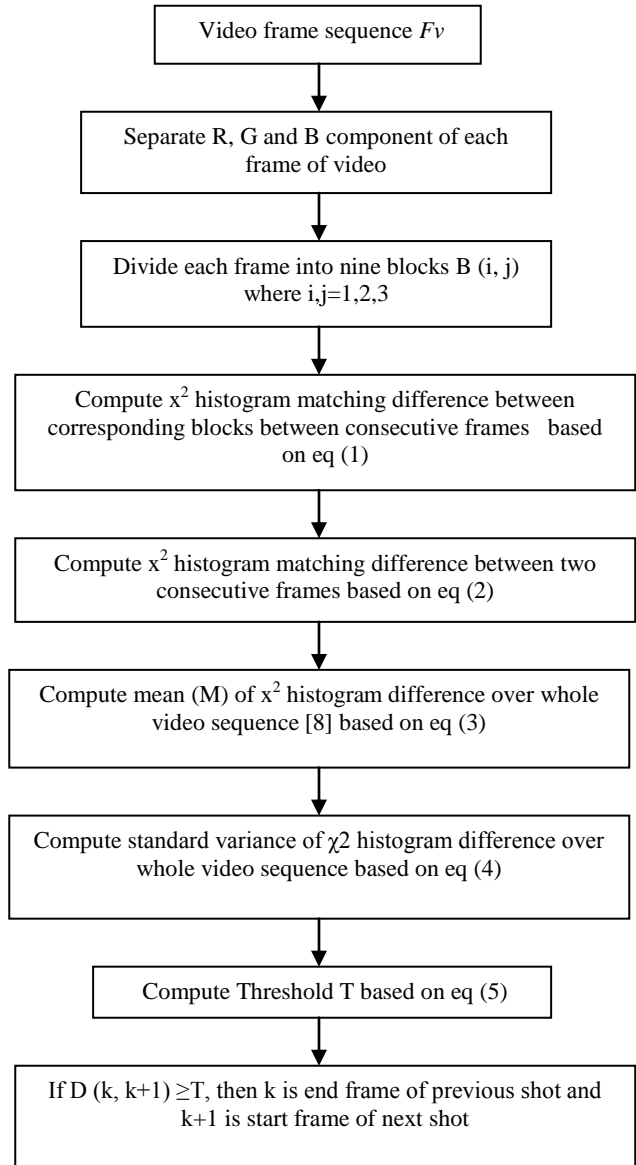 Video frame sequence Fv
Separate R, G and B component of each
frame of video
Divide each frame into nine blocks B (i, j)
where i,j=1,2,3
Compute x² histogram matching difference between
corresponding blocks between consecutive frames based
on eq (1)
Compute x² histogram matching difference between two
consecutive frames based on eq (2)
Compute mean (M) of x² histogram difference over whole
video sequence [8] based on eq (3)
Compute standard variance of χ2 histogram difference over
whole video sequence based on eq (4)
Compute Threshold T based on eq (5)
If D (k, k+1) ≥T, then k is end frame of previous shot and
k+1 is start frame of next shot